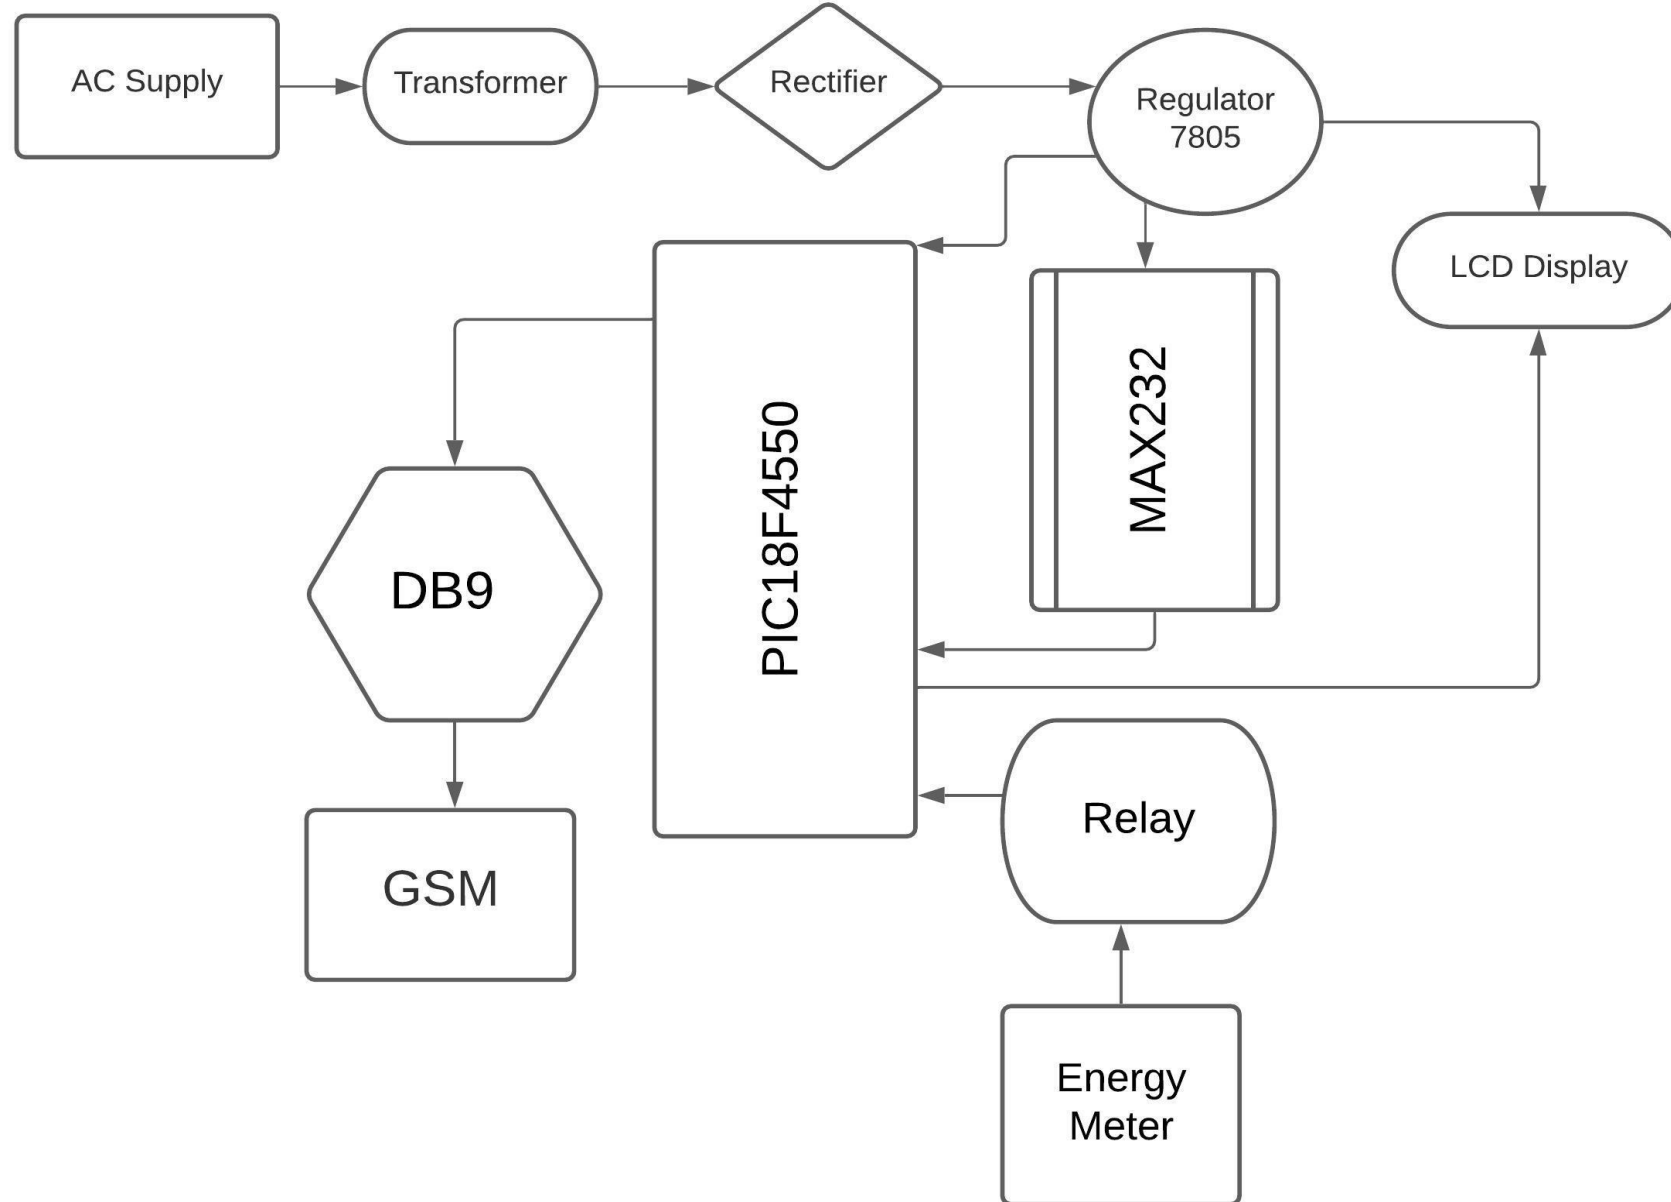 AC Supply
Transformer
Rectifier
Regulator
7805
LCD Display
PIC18F4550
MAX232
DB9
Relay
GSM
Energy
Meter